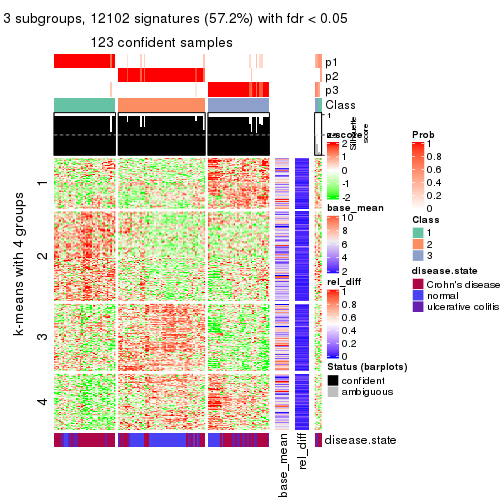 3 subgroups, 12102 signatures (57.2%) with fdr < 0.05
123 confident samples
p1
p2
p3
Class
1
Silhouette
score
z-score
2
1
0
-1
-2
base_mean
10
8
6
4
2
rel_diff
1
0.8
0.6
0.4
0.2
0
Status (barplots)
confident
ambiguous
Prob
1
0.8
0.6
0.4
0.2
0
Class
1
2
3
disease.state
Crohn's disease
normal
ulcerative colitis
k-means with 4 groups
1
2
3
4
disease.state
base_mean
rel_diff